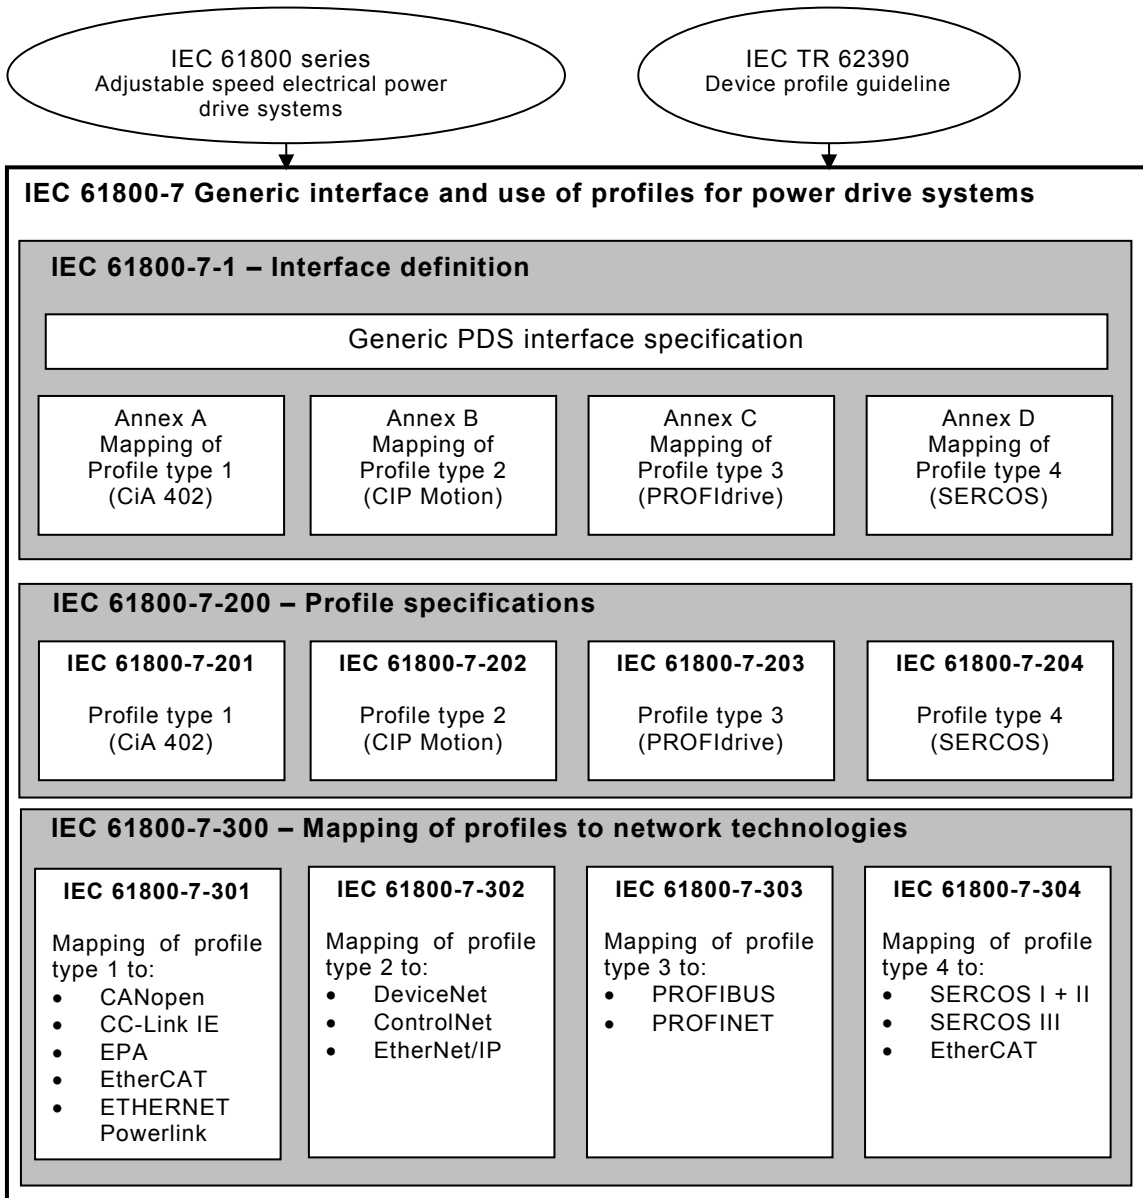 IEC 61800 series
Adjustable speed electrical power
drive systems
IEC TR 62390
Device profile guideline
IEC 61800-7 Generic interface and use of profiles for power drive systems
IEC 61800-7-1 – Interface definition
Generic PDS interface specification
Annex A
Mapping of
Profile type 1
(CiA 402)
Annex B
Mapping of
Profile type 2
(CIP Motion)
Annex C
Mapping of
Profile type 3
(PROFIdrive)
Annex D
Mapping of
Profile type 4
(SERCOS)
IEC 61800-7-200 – Profile specifications
IEC 61800-7-201
Profile type 1
(CiA 402)
IEC 61800-7-202
Profile type 2
(CIP Motion)
IEC 61800-7-203
Profile type 3
(PROFIdrive)
IEC 61800-7-204
Profile type 4
(SERCOS)
IEC 61800-7-300 – Mapping of profiles to network technologies
IEC 61800-7-301
Mapping of profile
type 1 to:
• CANopen
• CC-Link IE
• EPA
• EtherCAT
• ETHERNET
Powerlink
IEC 61800-7-302
Mapping of profile
type 2 to:
• DeviceNet
• ControlNet
• EtherNet/IP
IEC 61800-7-303
Mapping of profile
type 3 to:
• PROFIBUS
• PROFINET
IEC 61800-7-304
Mapping of profile
type 4 to:
• SERCOS I + II
• SERCOS III
• EtherCAT